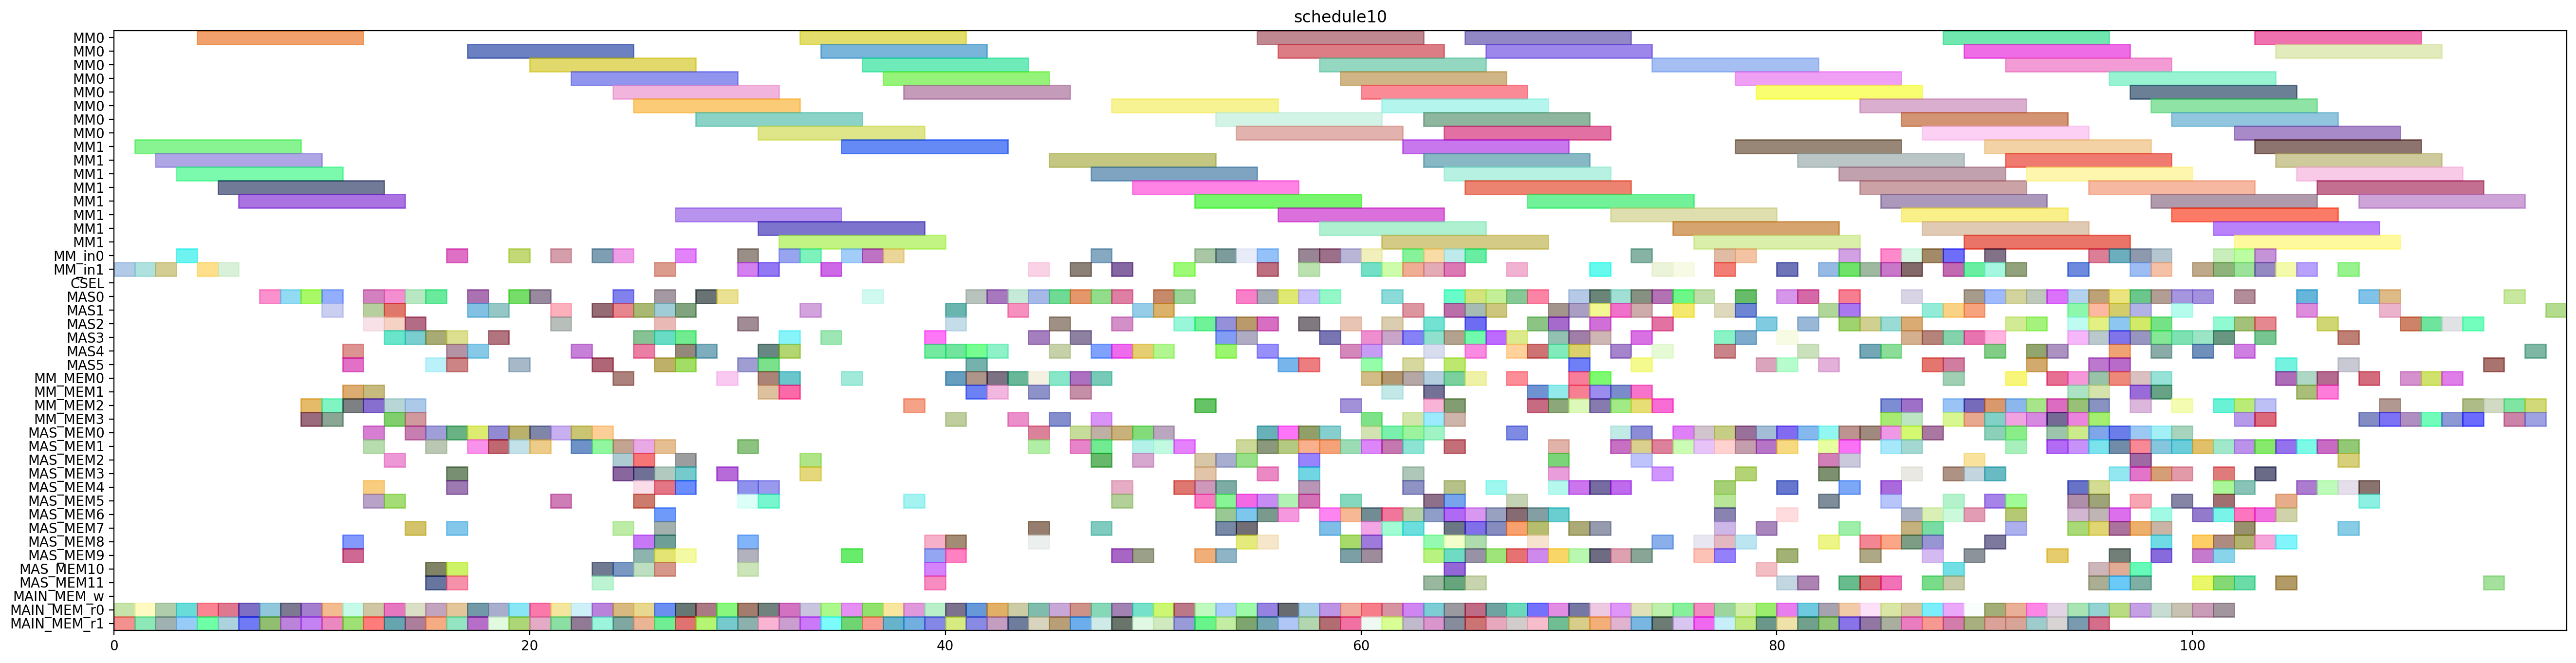 schedule10
MM0
MM0
MM0
MM0
MM0
MM0
MM0
MM0
MM1
MM1
MM1
MM1
MM1
MM1
MM1
MM1
MM_in0
MM_in1
CSEL
MAS0
MAS1
MAS2
MAS3
MAS4
MAS5
MM_MEM0
MM_MEM1
MM_MEM2
MM_MEM3
MAS_MEM0
MAS_MEM1
MAS_MEM2
MAS_MEM3
MAS_MEM4
MAS_MEM5
MAS_MEM6
MAS_MEM7
MAS_MEM8
MAS_MEM9
MAS_MEM10
MAS_MEM11
MAIN_MEM_w
MAIN_MEM_r0
MAIN_MEM_r1
0 20 40 60 80 100